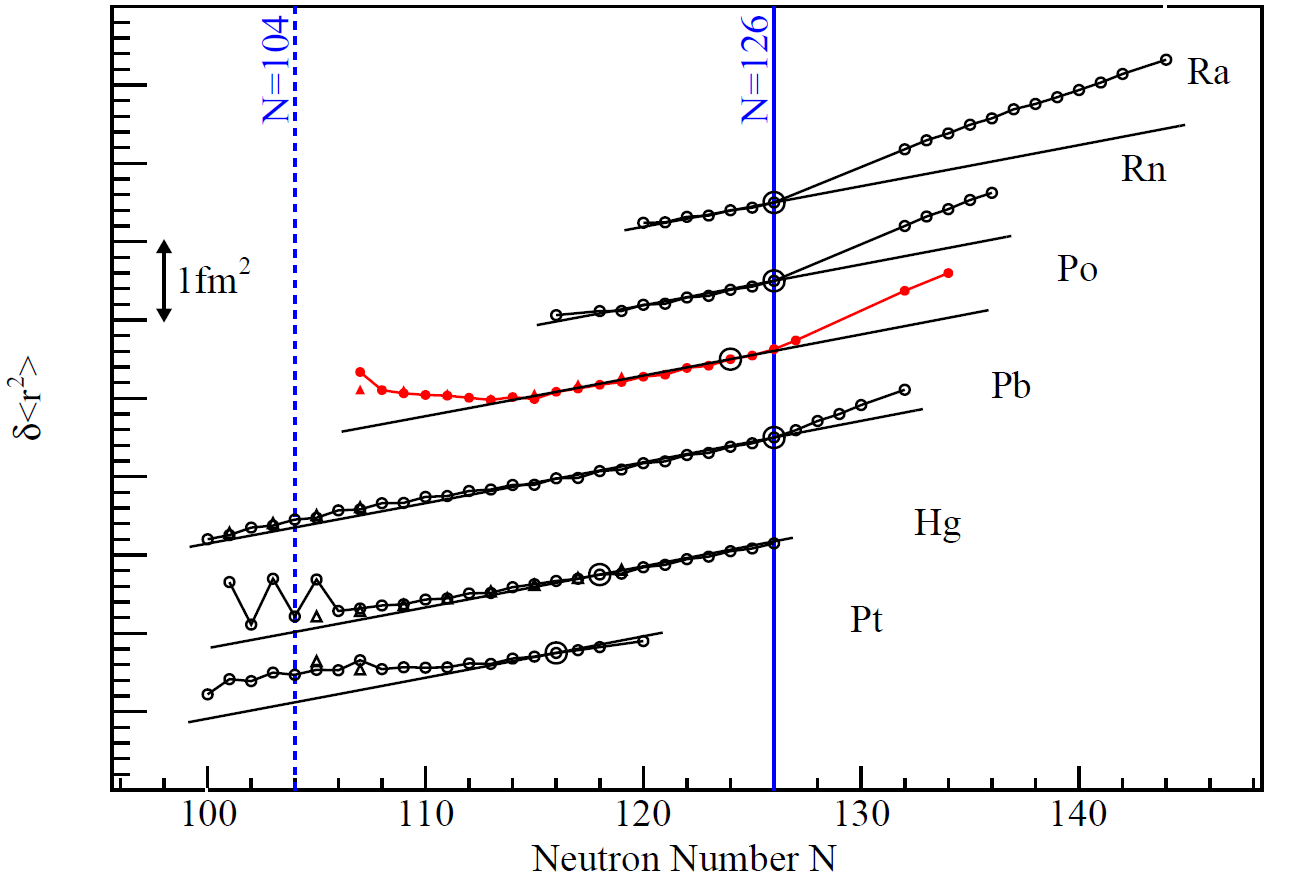 N=104
N=126
Ra
Rn
Po
Pb
Hg
Pt
1fm²
δ<r²>
100 110 120 130 140
Neutron Number N